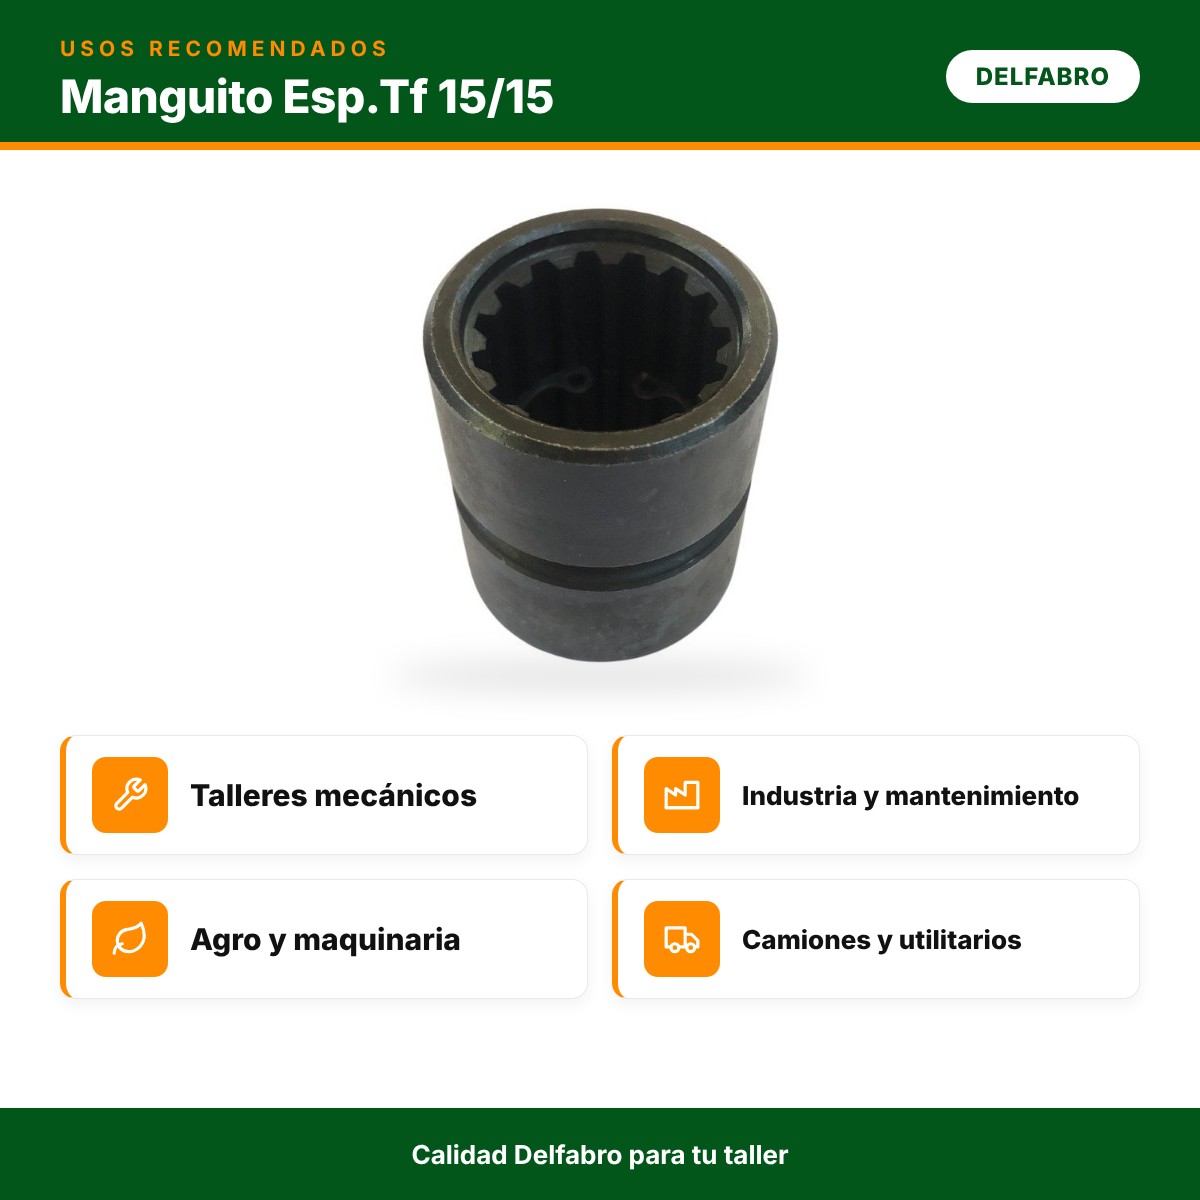 USOS RECOMENDADOS
Manguito Esp.Tf 15/15
DELFABRO
Talleres mecánicos
Industria y mantenimiento
Agro y maquinaria
Camiones y utilitarios
Calidad Delfabro para tu taller